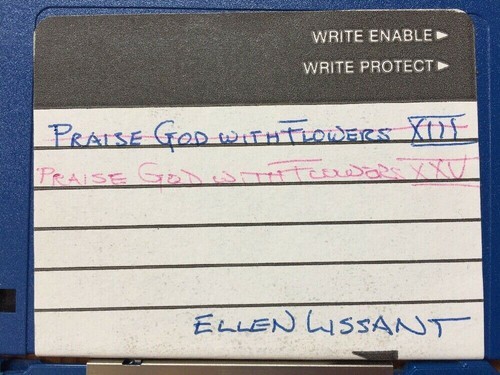 WRITE ENABLE►
WRITE PROTECT►
PRAISE GOD WITH FLOWERS XIII
PRAISE GOD WITH FLOWERS XXV
ELLEN LISSANT